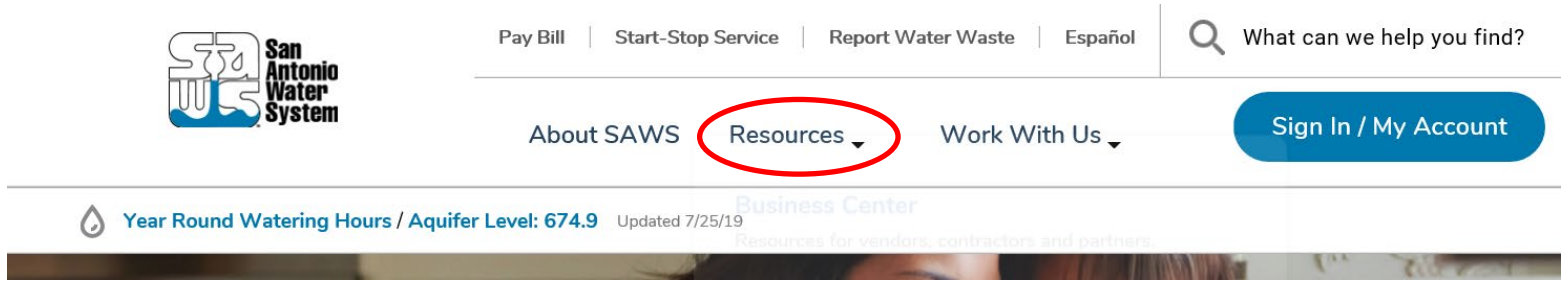 San
Antonio
Water
System
Pay Bill | Start-Stop Service | Report Water Waste | Español
What can we help you find?
About SAWS Resources Work With Us
Sign In / My Account
Year Round Watering Hours / Aquifer Level: 674.9 Updated 7/25/19
Business Center
Resources for vendors, contractors and partners.